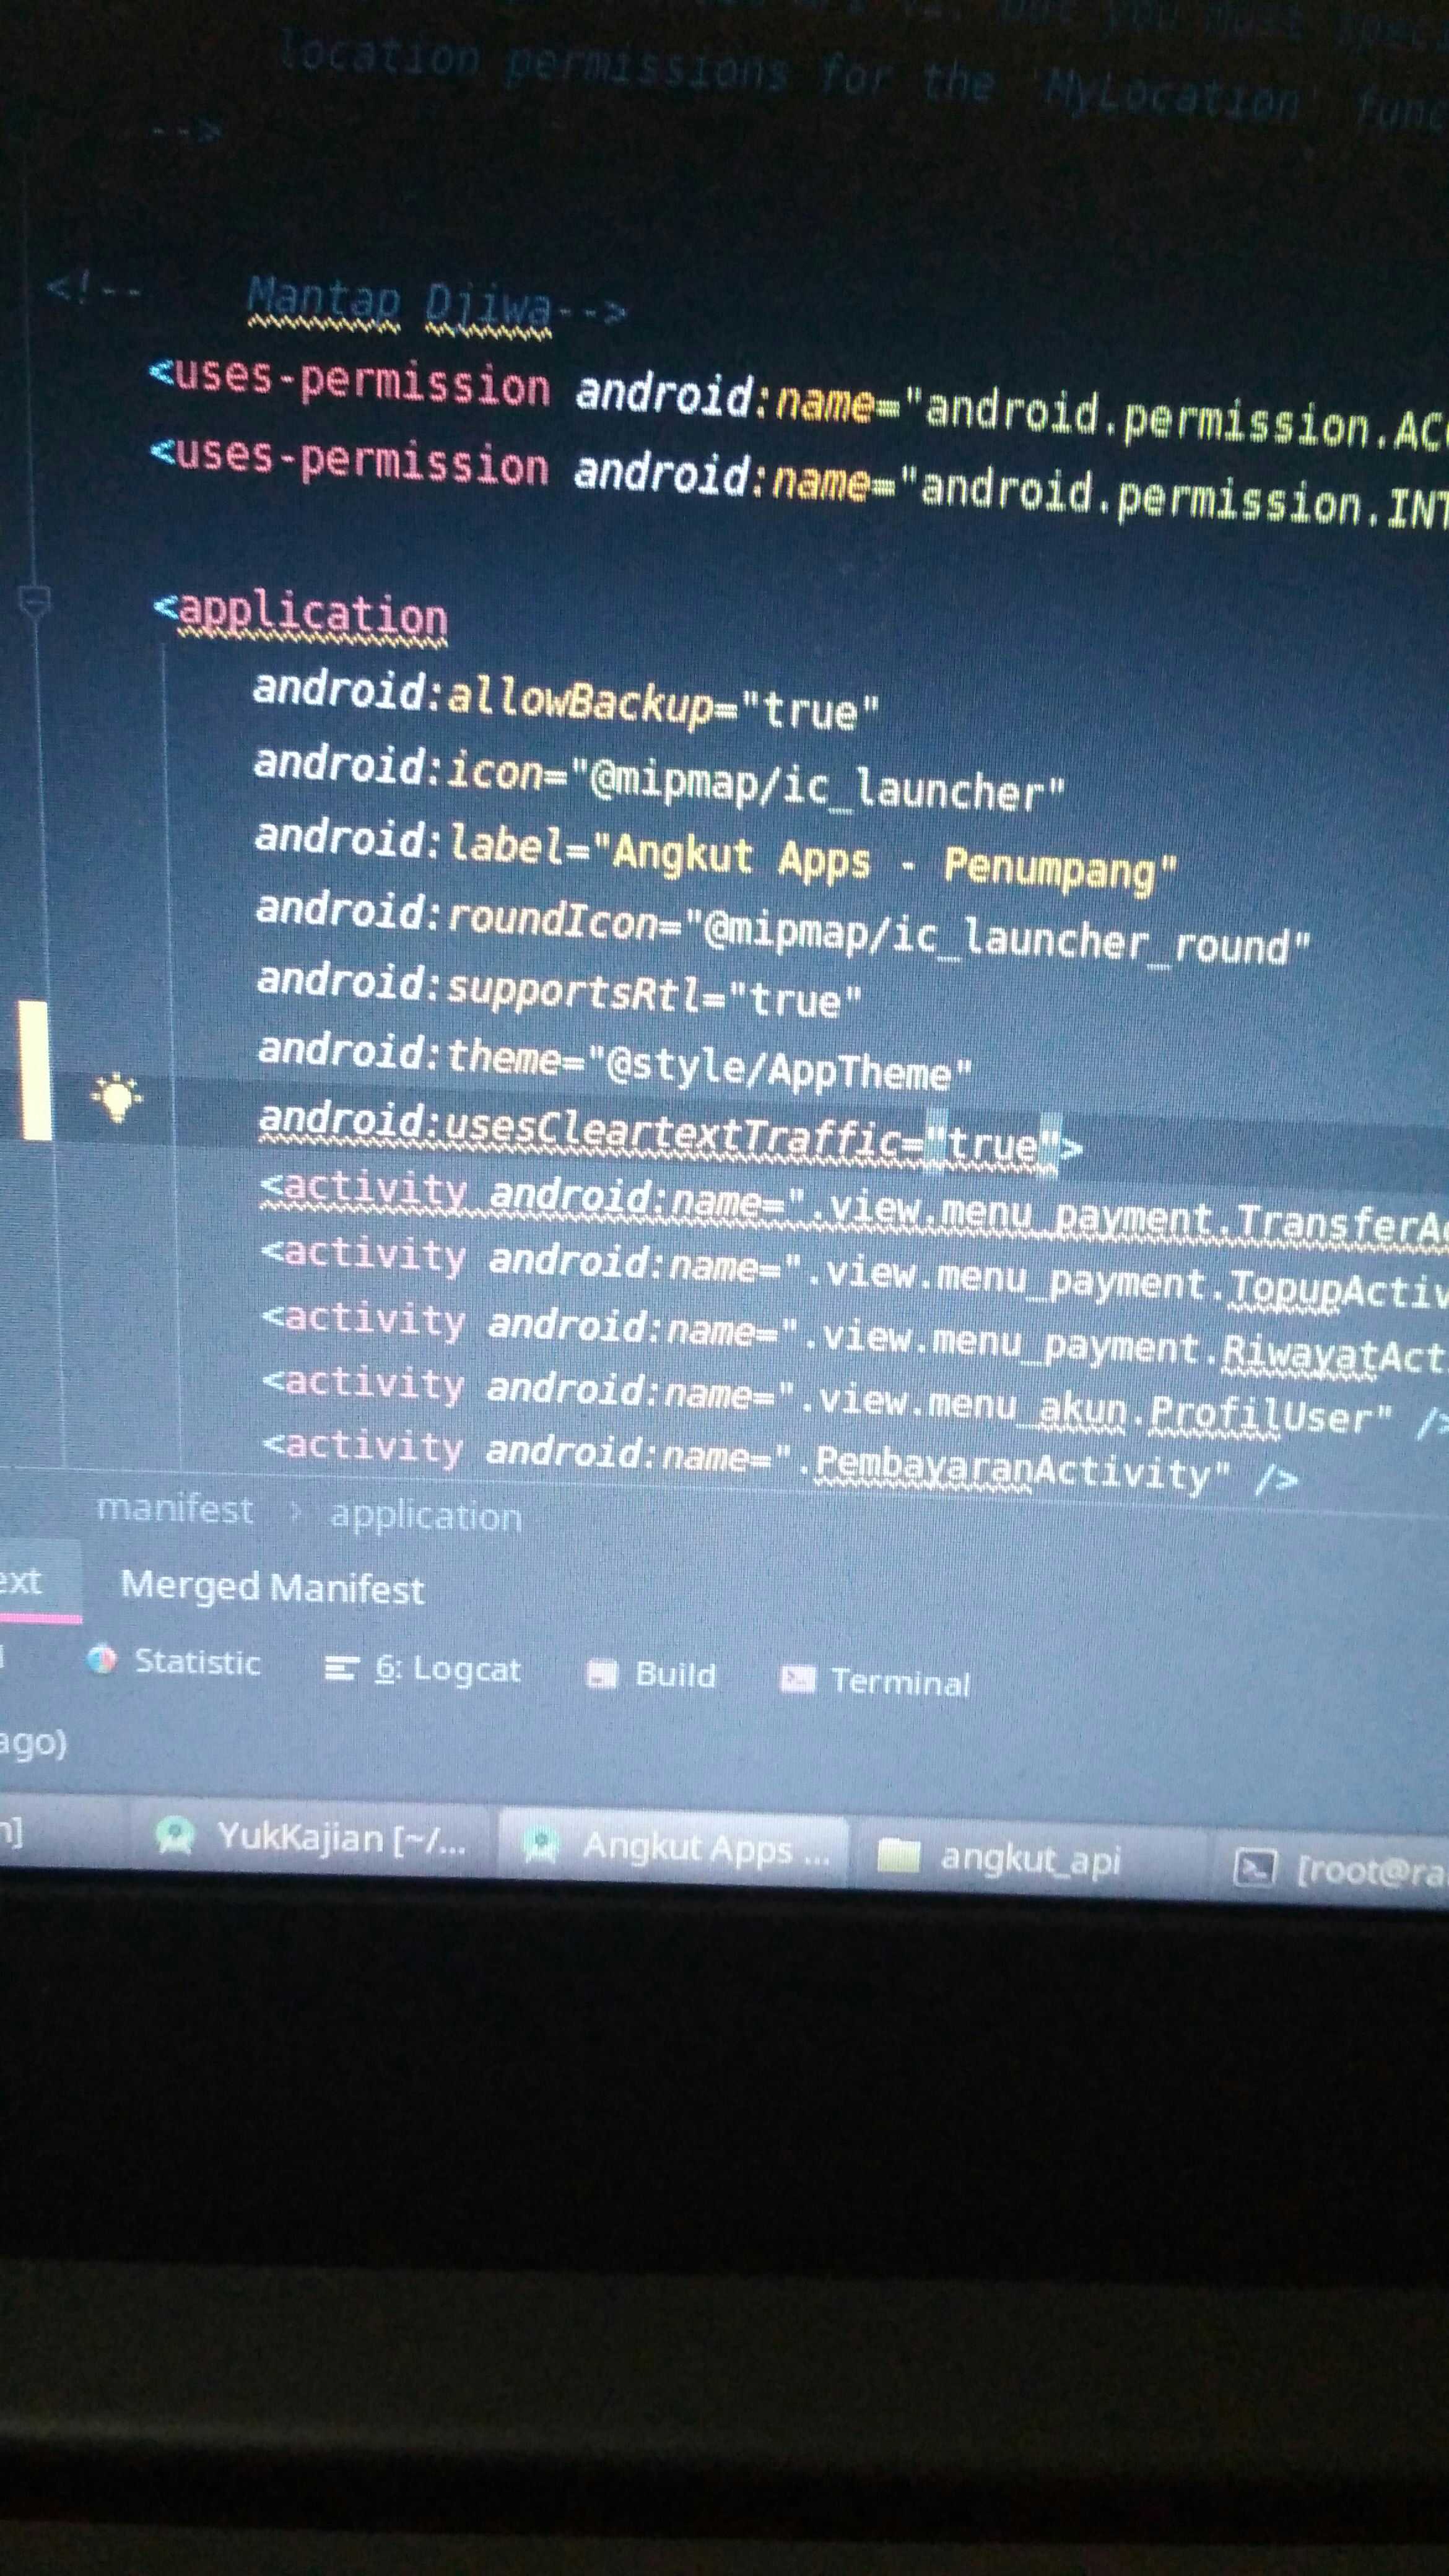 you must
location permissions for the 'MyLocation' func
-->
<!-- Mantap Djiwa-->
<uses-permission android:name="android.permission.AC
<uses-permission android:name="android.permission.INT
<application
android:allowBackup="true"
android:icon="@mipmap/ic_launcher"
android:label="Angkut Apps - Penumpang"
android:roundIcon="@mipmap/ic_launcher_round"
android:supportsRtl="true"
android:theme="@style/AppTheme"
android:usesCleartextTraffic="true">
<activity android:name=".view.menu_payment.TransferA
<activity android:name=".view.menu_payment.TopupActiv
<activity android:name=".view.menu_payment.RiwayatAct
<activity android:name=".view.menu_akun.ProfilUser" />
<activity android:name=".PembayaranActivity" />
manifest > application
ext Merged Manifest
Statistic 6: Logcat Build Terminal
ago)
n] YukKajian [~/... Angkut Apps ... angkut_api [root@ra